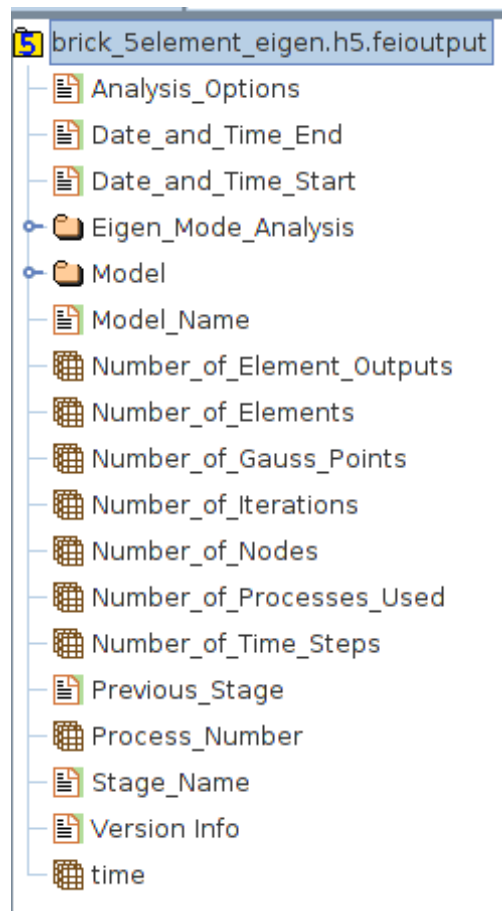 5 brick_5element_eigen.h5.feioutput
Analysis_Options
Date_and_Time_End
Date_and_Time_Start
Eigen_Mode_Analysis
Model
Model_Name
Number_of_Element_Outputs
Number_of_Elements
Number_of_Gauss_Points
Number_of_Iterations
Number_of_Nodes
Number_of_Processes_Used
Number_of_Time_Steps
Previous_Stage
Process_Number
Stage_Name
Version Info
time